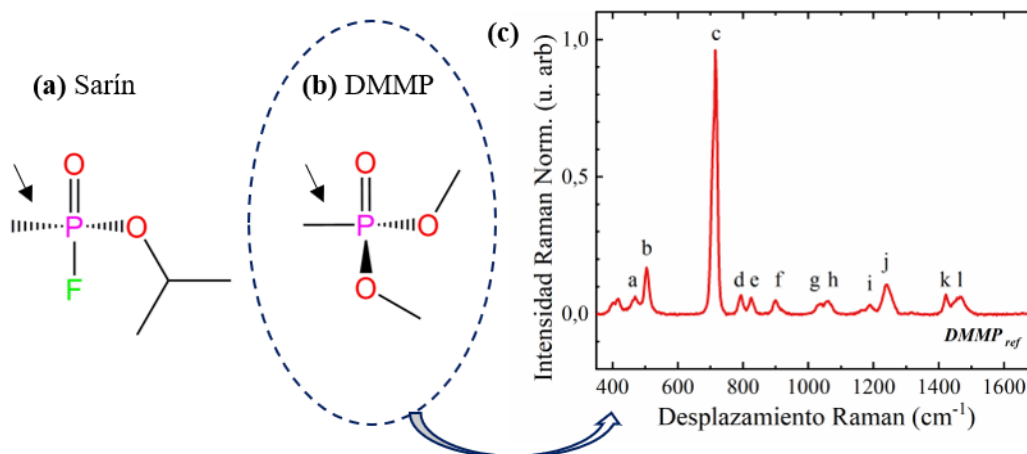 (a) Sarín
O
P
O
F
(b) DMMP
O
P
O
O
(c)
Intensidad Raman Norm. (u. arb)
1,0
0,5
0,0
a
b
c
d
e
f
g
h
i
j
k
l
DMMP ref
400 600 800 1000 1200 1400 1600
Desplazamiento Raman (cm-1)